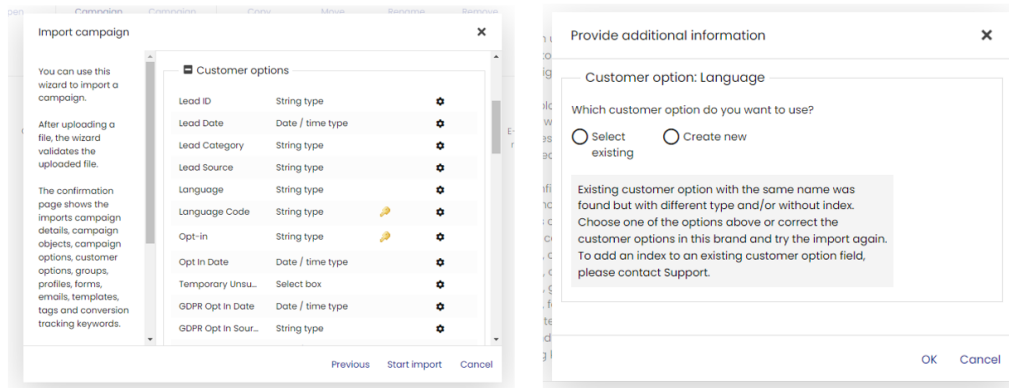 Campaign Campaign Copy Move Rename Remove
Import campaign
You can use this
wizard to import a
campaign.
After uploading a
file, the wizard
validates the
uploaded file.
The confirmation
page shows the
imports campaign
details, campaign
objects, campaign
options, customer
options, groups,
profiles, forms,
emails, templates,
tags and conversion
tracking keywords.
Customer options
Lead ID String type
Lead Date Date / time type
Lead Category String type
Lead Source String type
Language String type
Language Code String type
Opt-in String type
Opt In Date Date / time type
Temporary Unsu... Select box
GDPR Opt In Date Date / time type
GDPR Opt In Sour... String type
Previous Start import Cancel
Provide additional information
Customer option: Language
Which customer option do you want to use?
Select
existing
Create new
Existing customer option with the same name was
found but with different type and/or without index.
Choose one of the options above or correct the
customer options in this brand and try the import again.
To add an index to an existing customer option field,
please contact Support.
OK Cancel